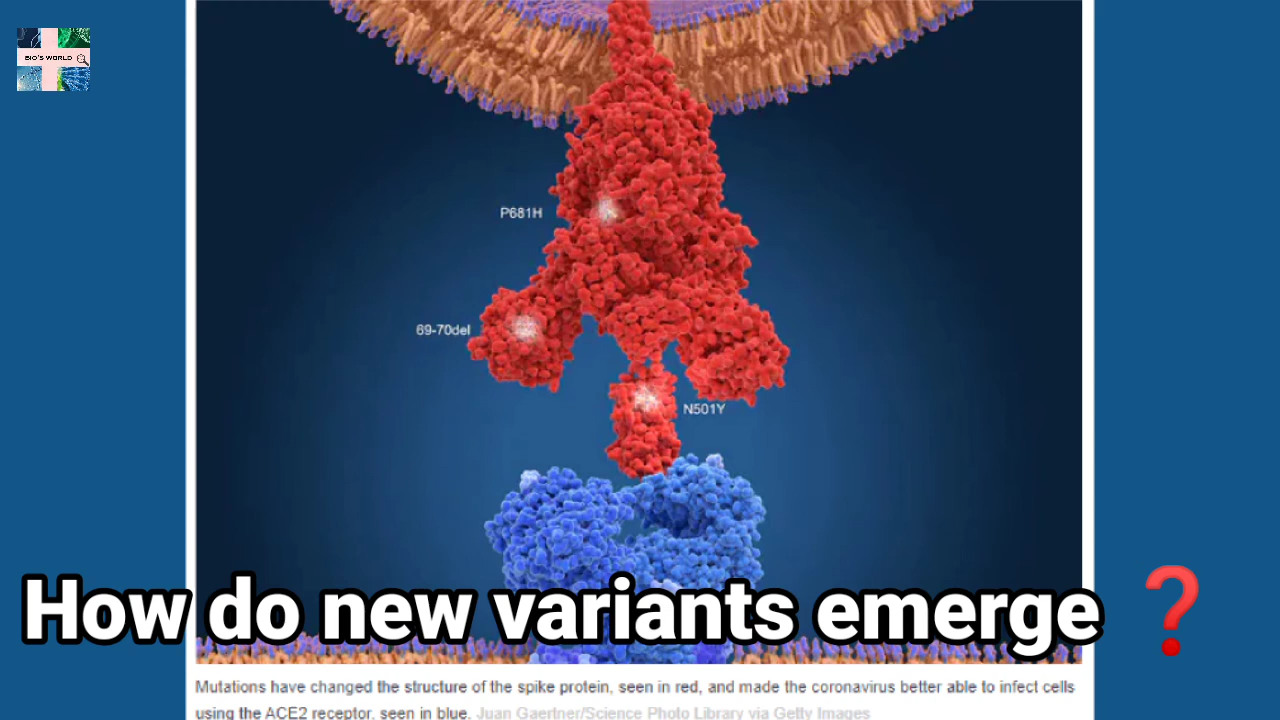 BIO'S WORLD
P681H
69-70del
N501Y
How do new variants emerge ❓
Mutations have changed the structure of the spike protein, seen in red, and made the coronavirus better able to infect cells
using the ACE2 receptor, seen in blue. Juan Gaertner/Science Photo Library via Getty Images